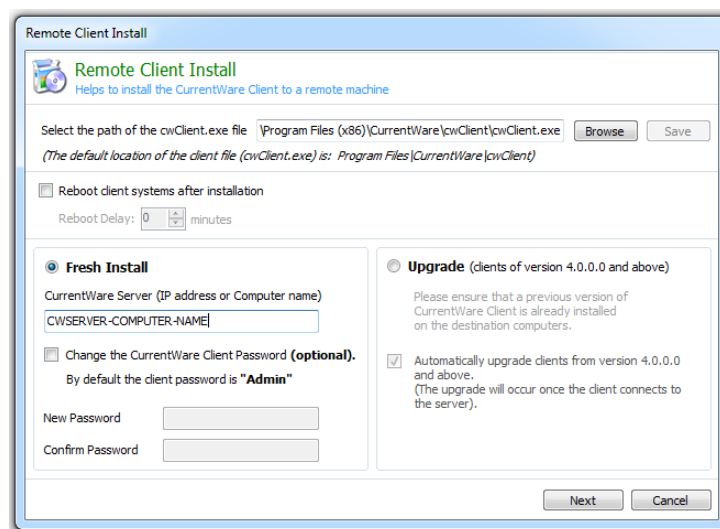 Remote Client Install
Remote Client Install
Helps to install the CurrentWare Client to a remote machine
Select the path of the cwClient.exe file \Program Files (x86)\CurrentWare\cwClient\cwClient.exe Browse Save
(The default location of the client file (cwClient.exe) is: Program Files|CurrentWare|cwClient)
Reboot client systems after installation
Reboot Delay: 0 minutes
Fresh Install
CurrentWare Server (IP address or Computer name)
CWSERVER-COMPUTER-NAME
Change the CurrentWare Client Password (optional).
By default the client password is "Admin"
New Password
Confirm Password
Upgrade (clients of version 4.0.0.0 and above)
Please ensure that a previous version of
CurrentWare Client is already installed
on the destination computers.
Automatically upgrade clients from version 4.0.0.0
and above.
(The upgrade will occur once the client connects to
the server).
Next Cancel